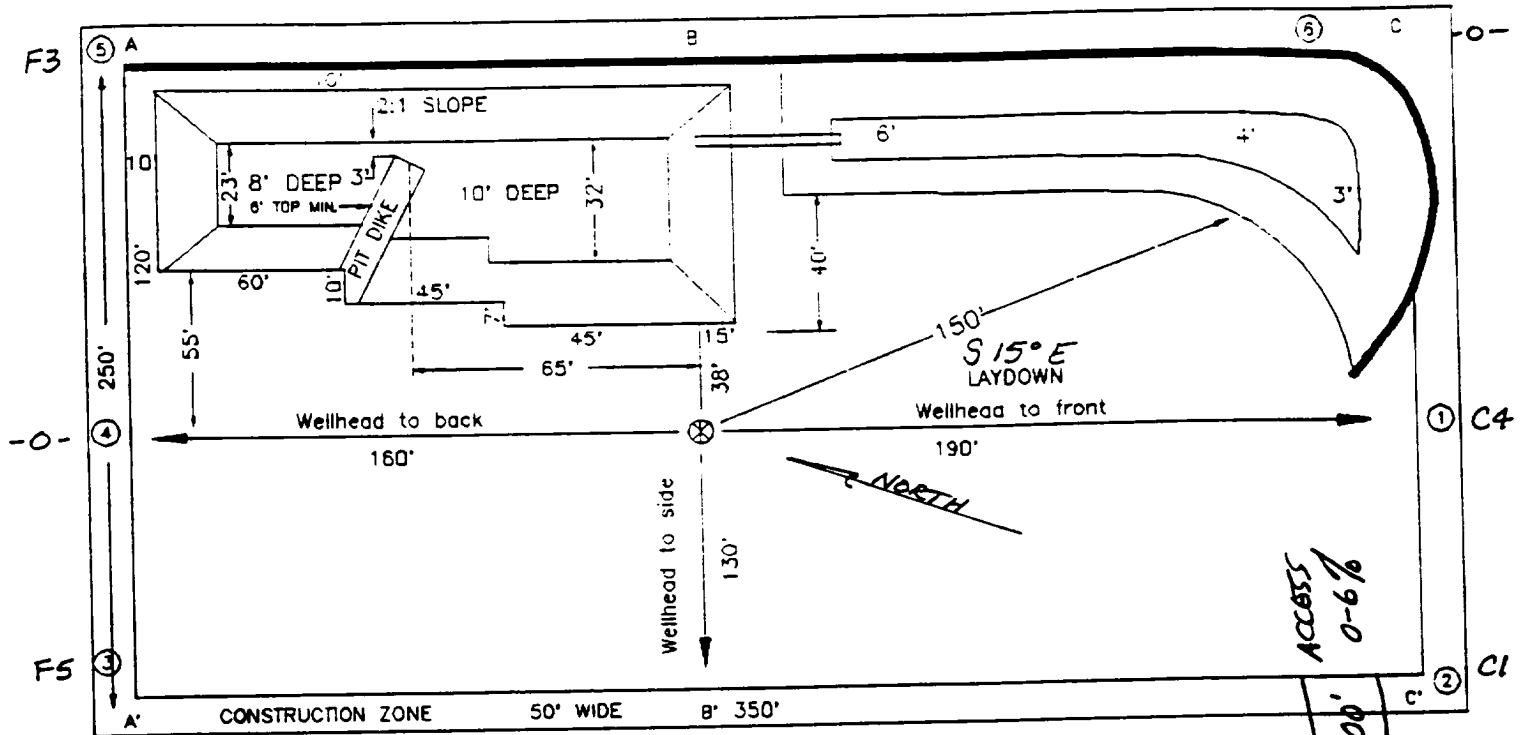 ⑤ A B ⑥ C -0-
F3
2:1 SLOPE
10'
23'
8' DEEP
3'
10' DEEP
32'
6' TOP MIN.
PIT DIKE
6'
4'
3'
40'
120'
60'
10'
45'
7'
45'
15'
55'
65'
38'
250'
150'
S 15° E
LAYDOWN
Wellhead to back
160'
Wellhead to front
190'
-0- ④
① C4
NORTH
Wellhead to side
130'
ACCESS
0-6%
F5 ③
② C1
A' CONSTRUCTION ZONE 50' WIDE B' 350' C'